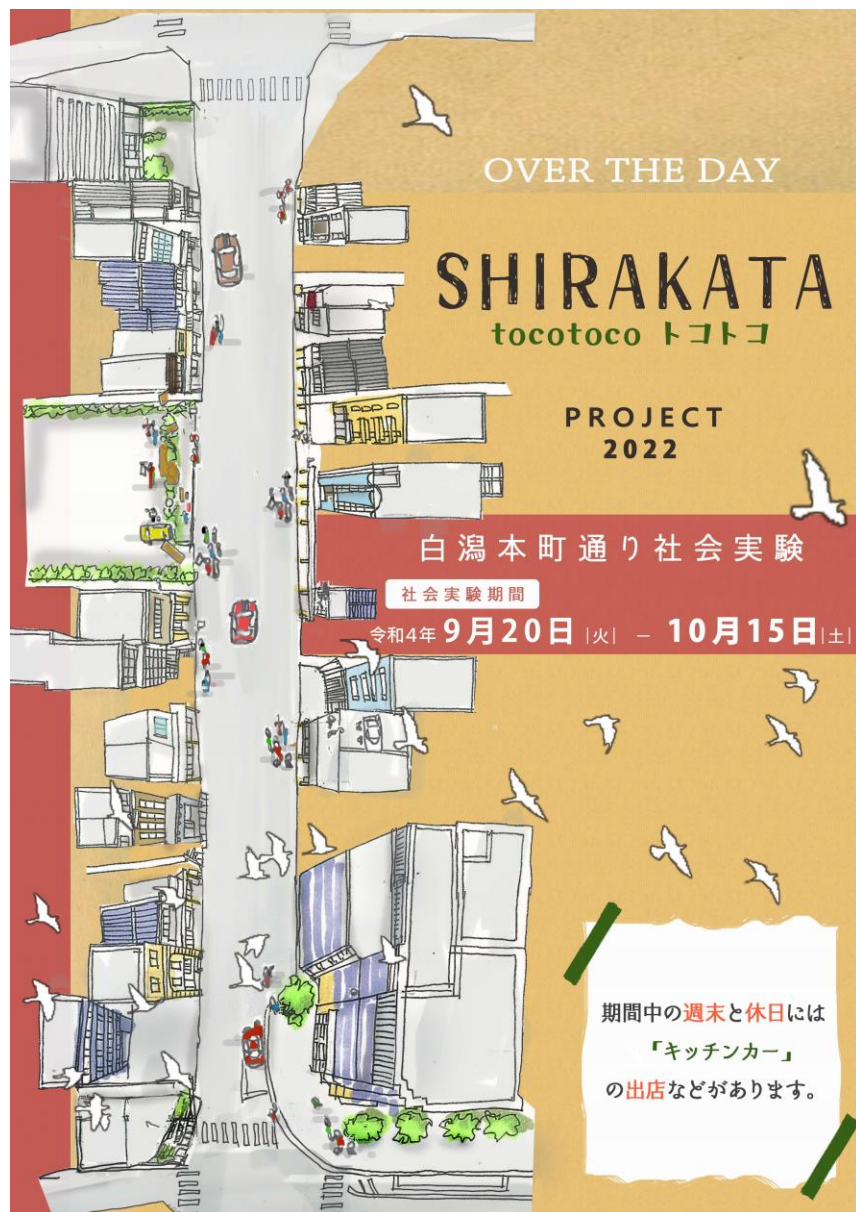 OVER THE DAY
SHIRAKATA
tocotoco トコトコ
PROJECT
2022
白潟本町通り社会実験
社会実験期間
令和4年 9月20日 |火| － 10月15日 |土|
期間中の週末と休日には
「キッチンカー」
の出店などがあります。